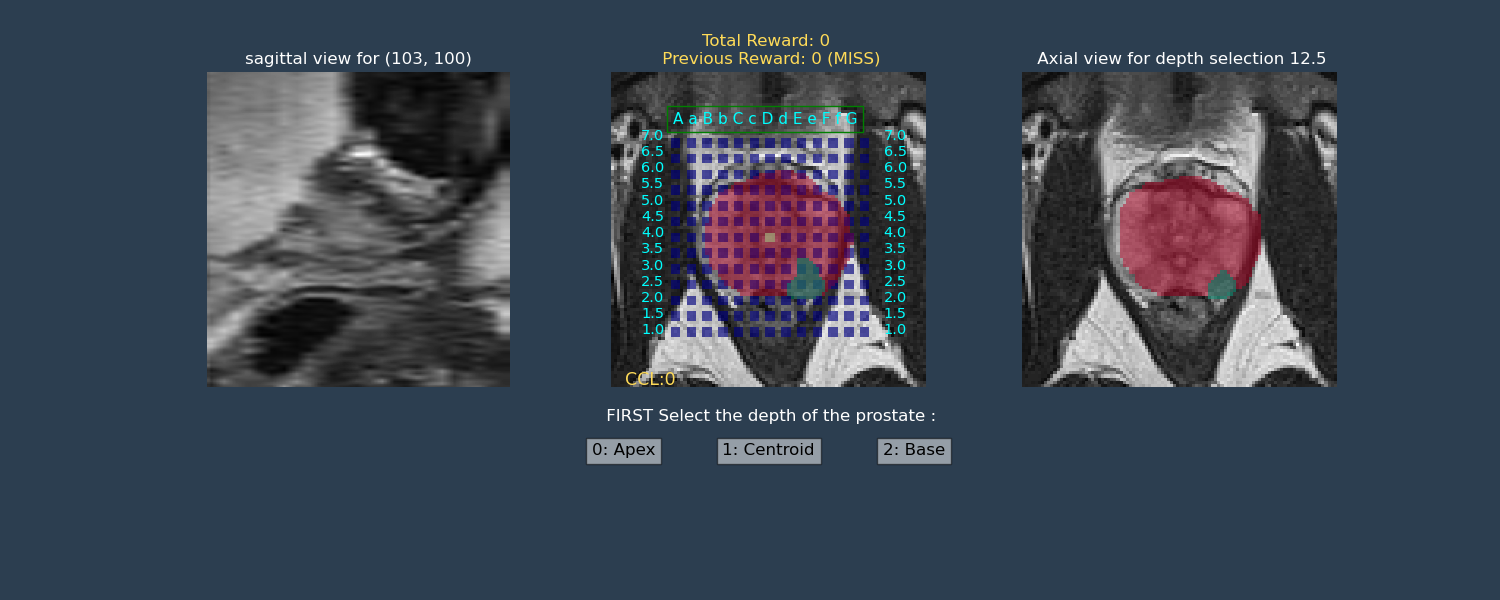 Total Reward: 0
sagittal view for (103, 100)
Previous Reward: 0 (MISS)
Axial view for depth selection 12.5
A a B b C c D d E e F f G
7.0 7.0
6.5 6.5
6.0 6.0
5.5 5.5
5.0 5.0
4.5 4.5
4.0 4.0
3.5 3.5
3.0 3.0
2.5 2.5
2.0 2.0
1.5 1.5
1.0 1.0
CCL:0
FIRST Select the depth of the prostate :
0: Apex
1: Centroid
2: Base